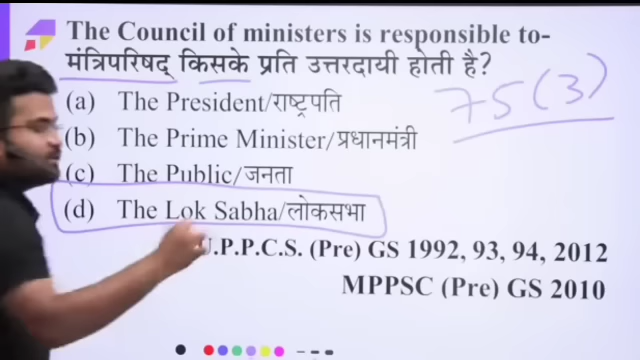 The Council of ministers is responsible to-
मंत्रिपरिषद् किसके प्रति उत्तरदायी होती है?
75(3)
(a) The President/राष्ट्रपति
(b) The Prime Minister/प्रधानमंत्री
(c) The Public/जनता
(d) The Lok Sabha/लोकसभा
U.P.P.C.S. (Pre) GS 1992, 93, 94, 2012
MPPSC (Pre) GS 2010